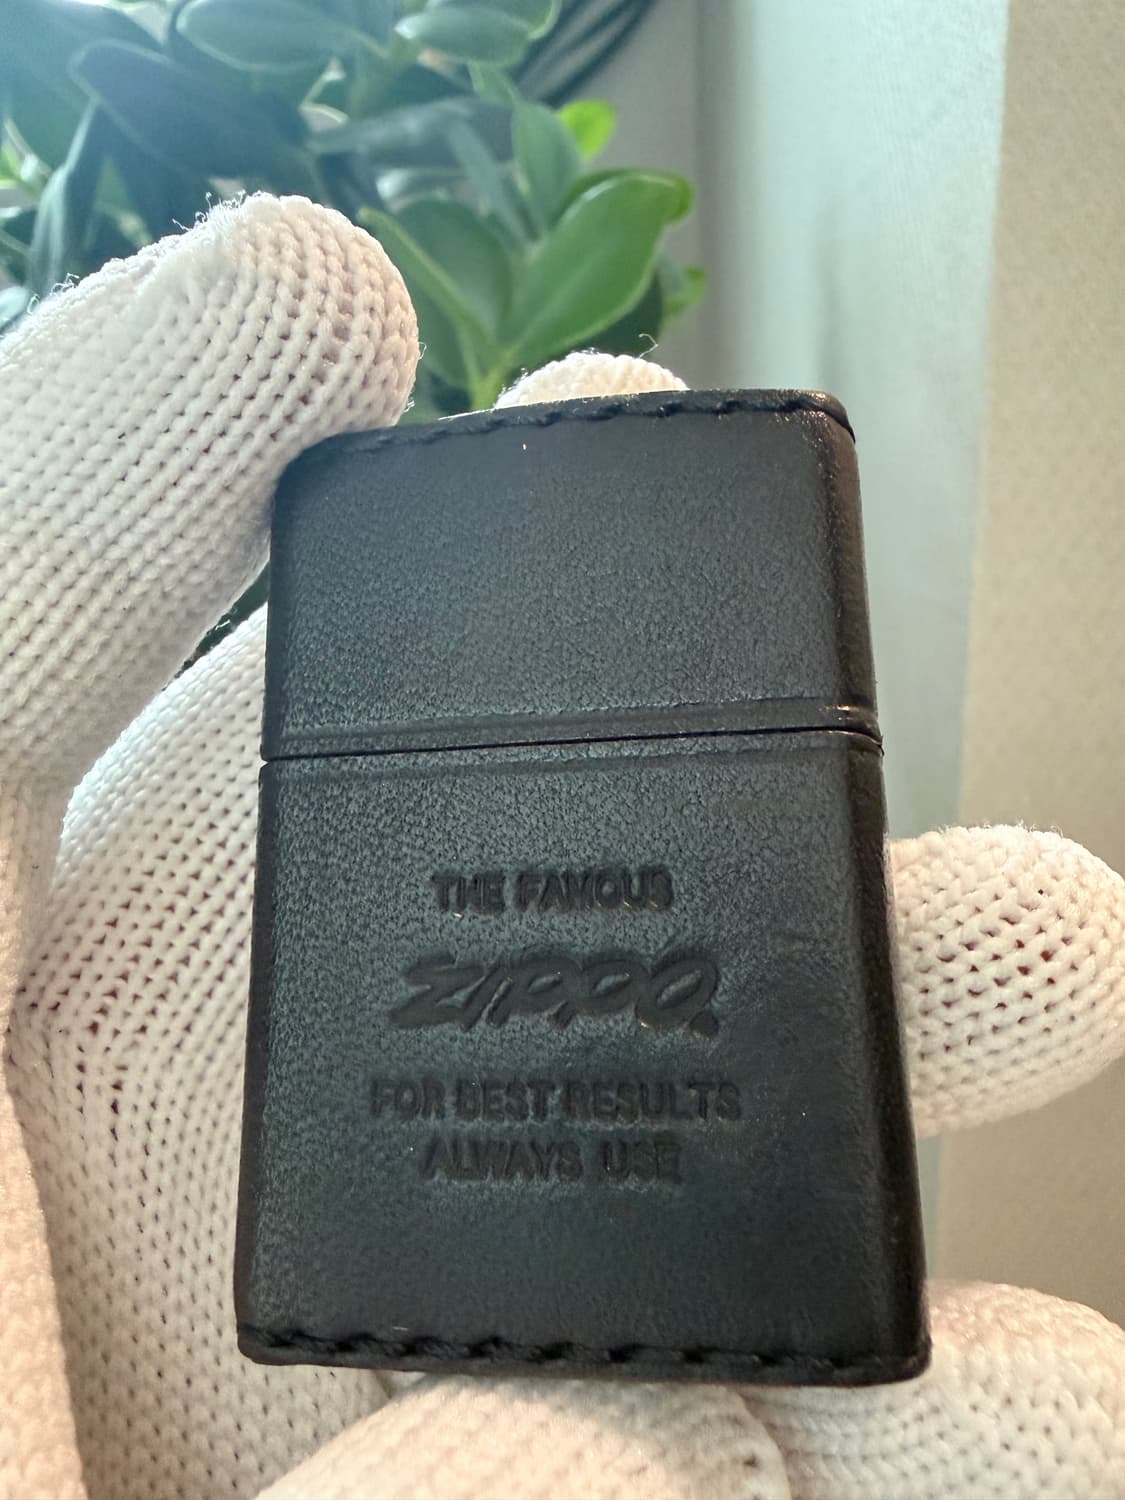 THE FAMOUS
Zippo
FOR BEST RESULTS
ALWAYS USE